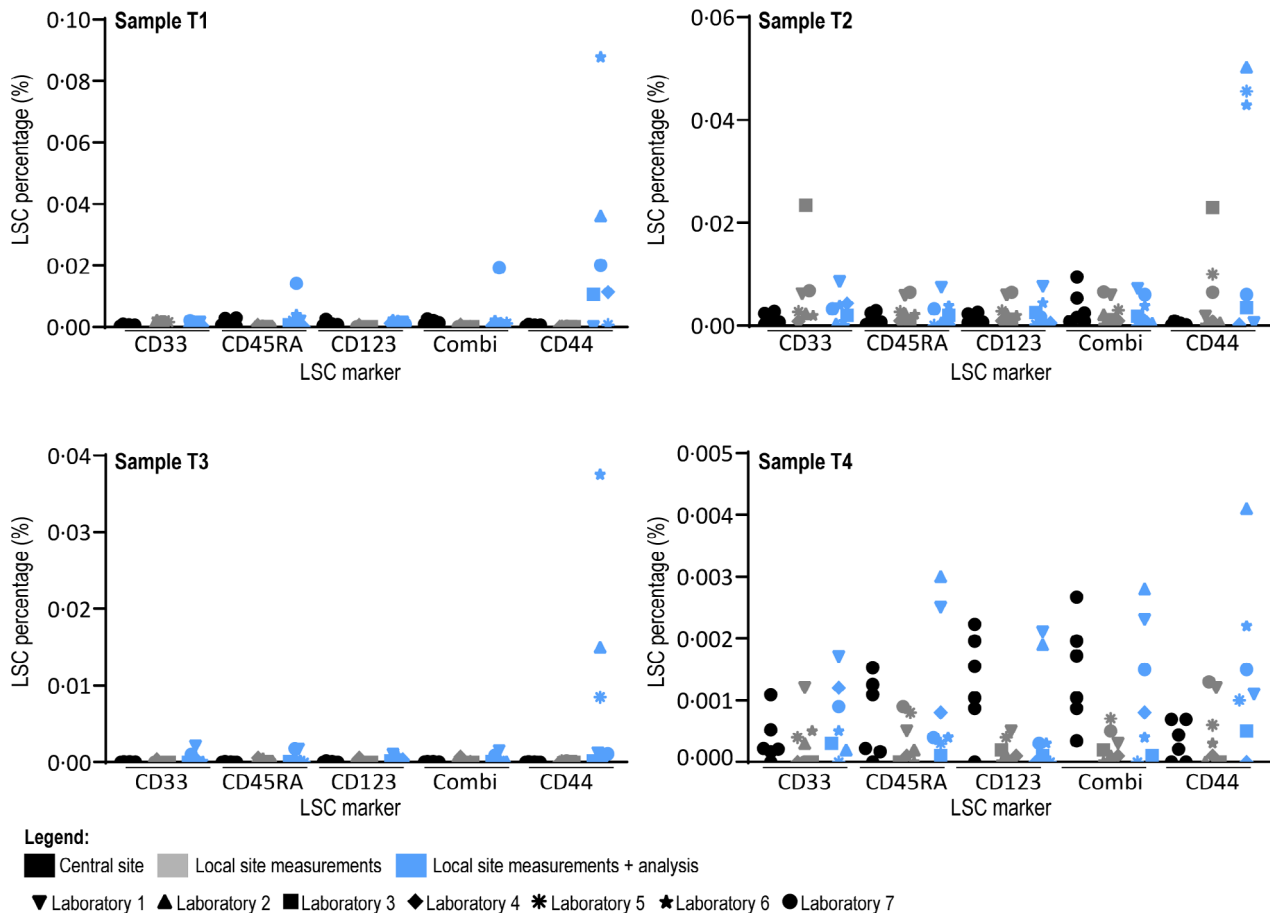 Sample T1
LSC percentage (%)
0·10
0·08
0·06
0·04
0·02
0·00
CD33 CD45RA CD123 Combi CD44
LSC marker
Sample T2
LSC percentage (%)
0·06
0·04
0·02
0·00
CD33 CD45RA CD123 Combi CD44
LSC marker
Sample T3
LSC percentage (%)
0·04
0·03
0·02
0·01
0·00
CD33 CD45RA CD123 Combi CD44
LSC marker
Sample T4
LSC percentage (%)
0·005
0·004
0·003
0·002
0·001
0·000
CD33 CD45RA CD123 Combi CD44
LSC marker
Legend:
Central site Local site measurements Local site measurements + analysis
Laboratory 1 Laboratory 2 Laboratory 3 Laboratory 4 Laboratory 5 Laboratory 6 Laboratory 7